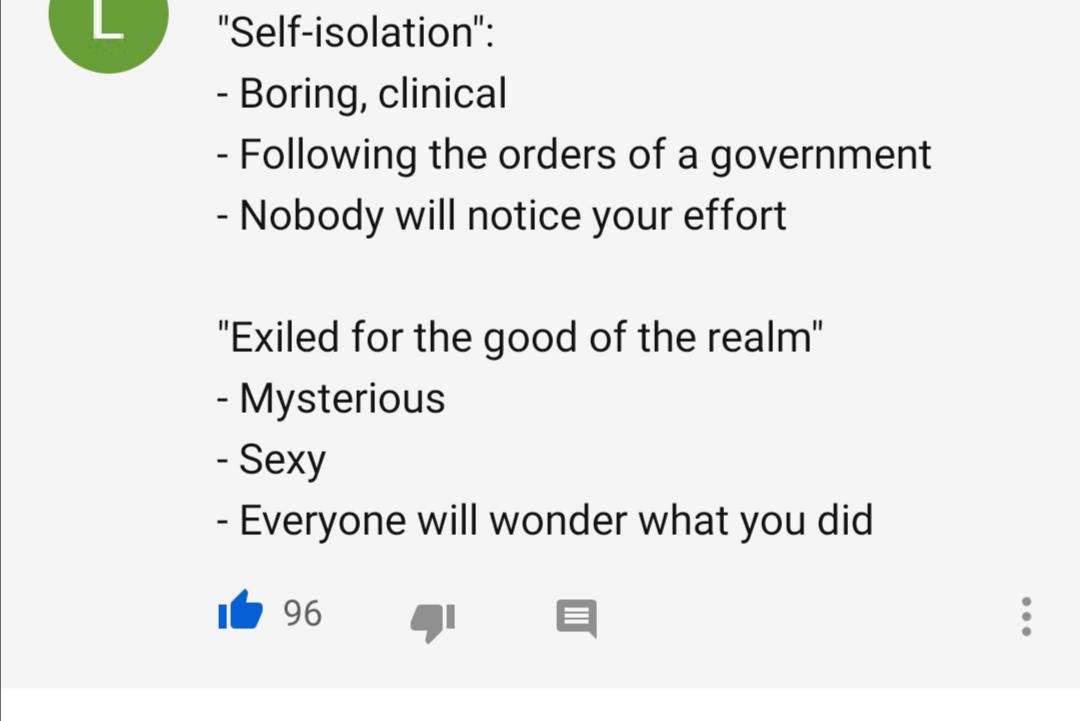 L
"Self-isolation":
- Boring, clinical
- Following the orders of a government
- Nobody will notice your effort
"Exiled for the good of the realm"
- Mysterious
- Sexy
- Everyone will wonder what you did
96